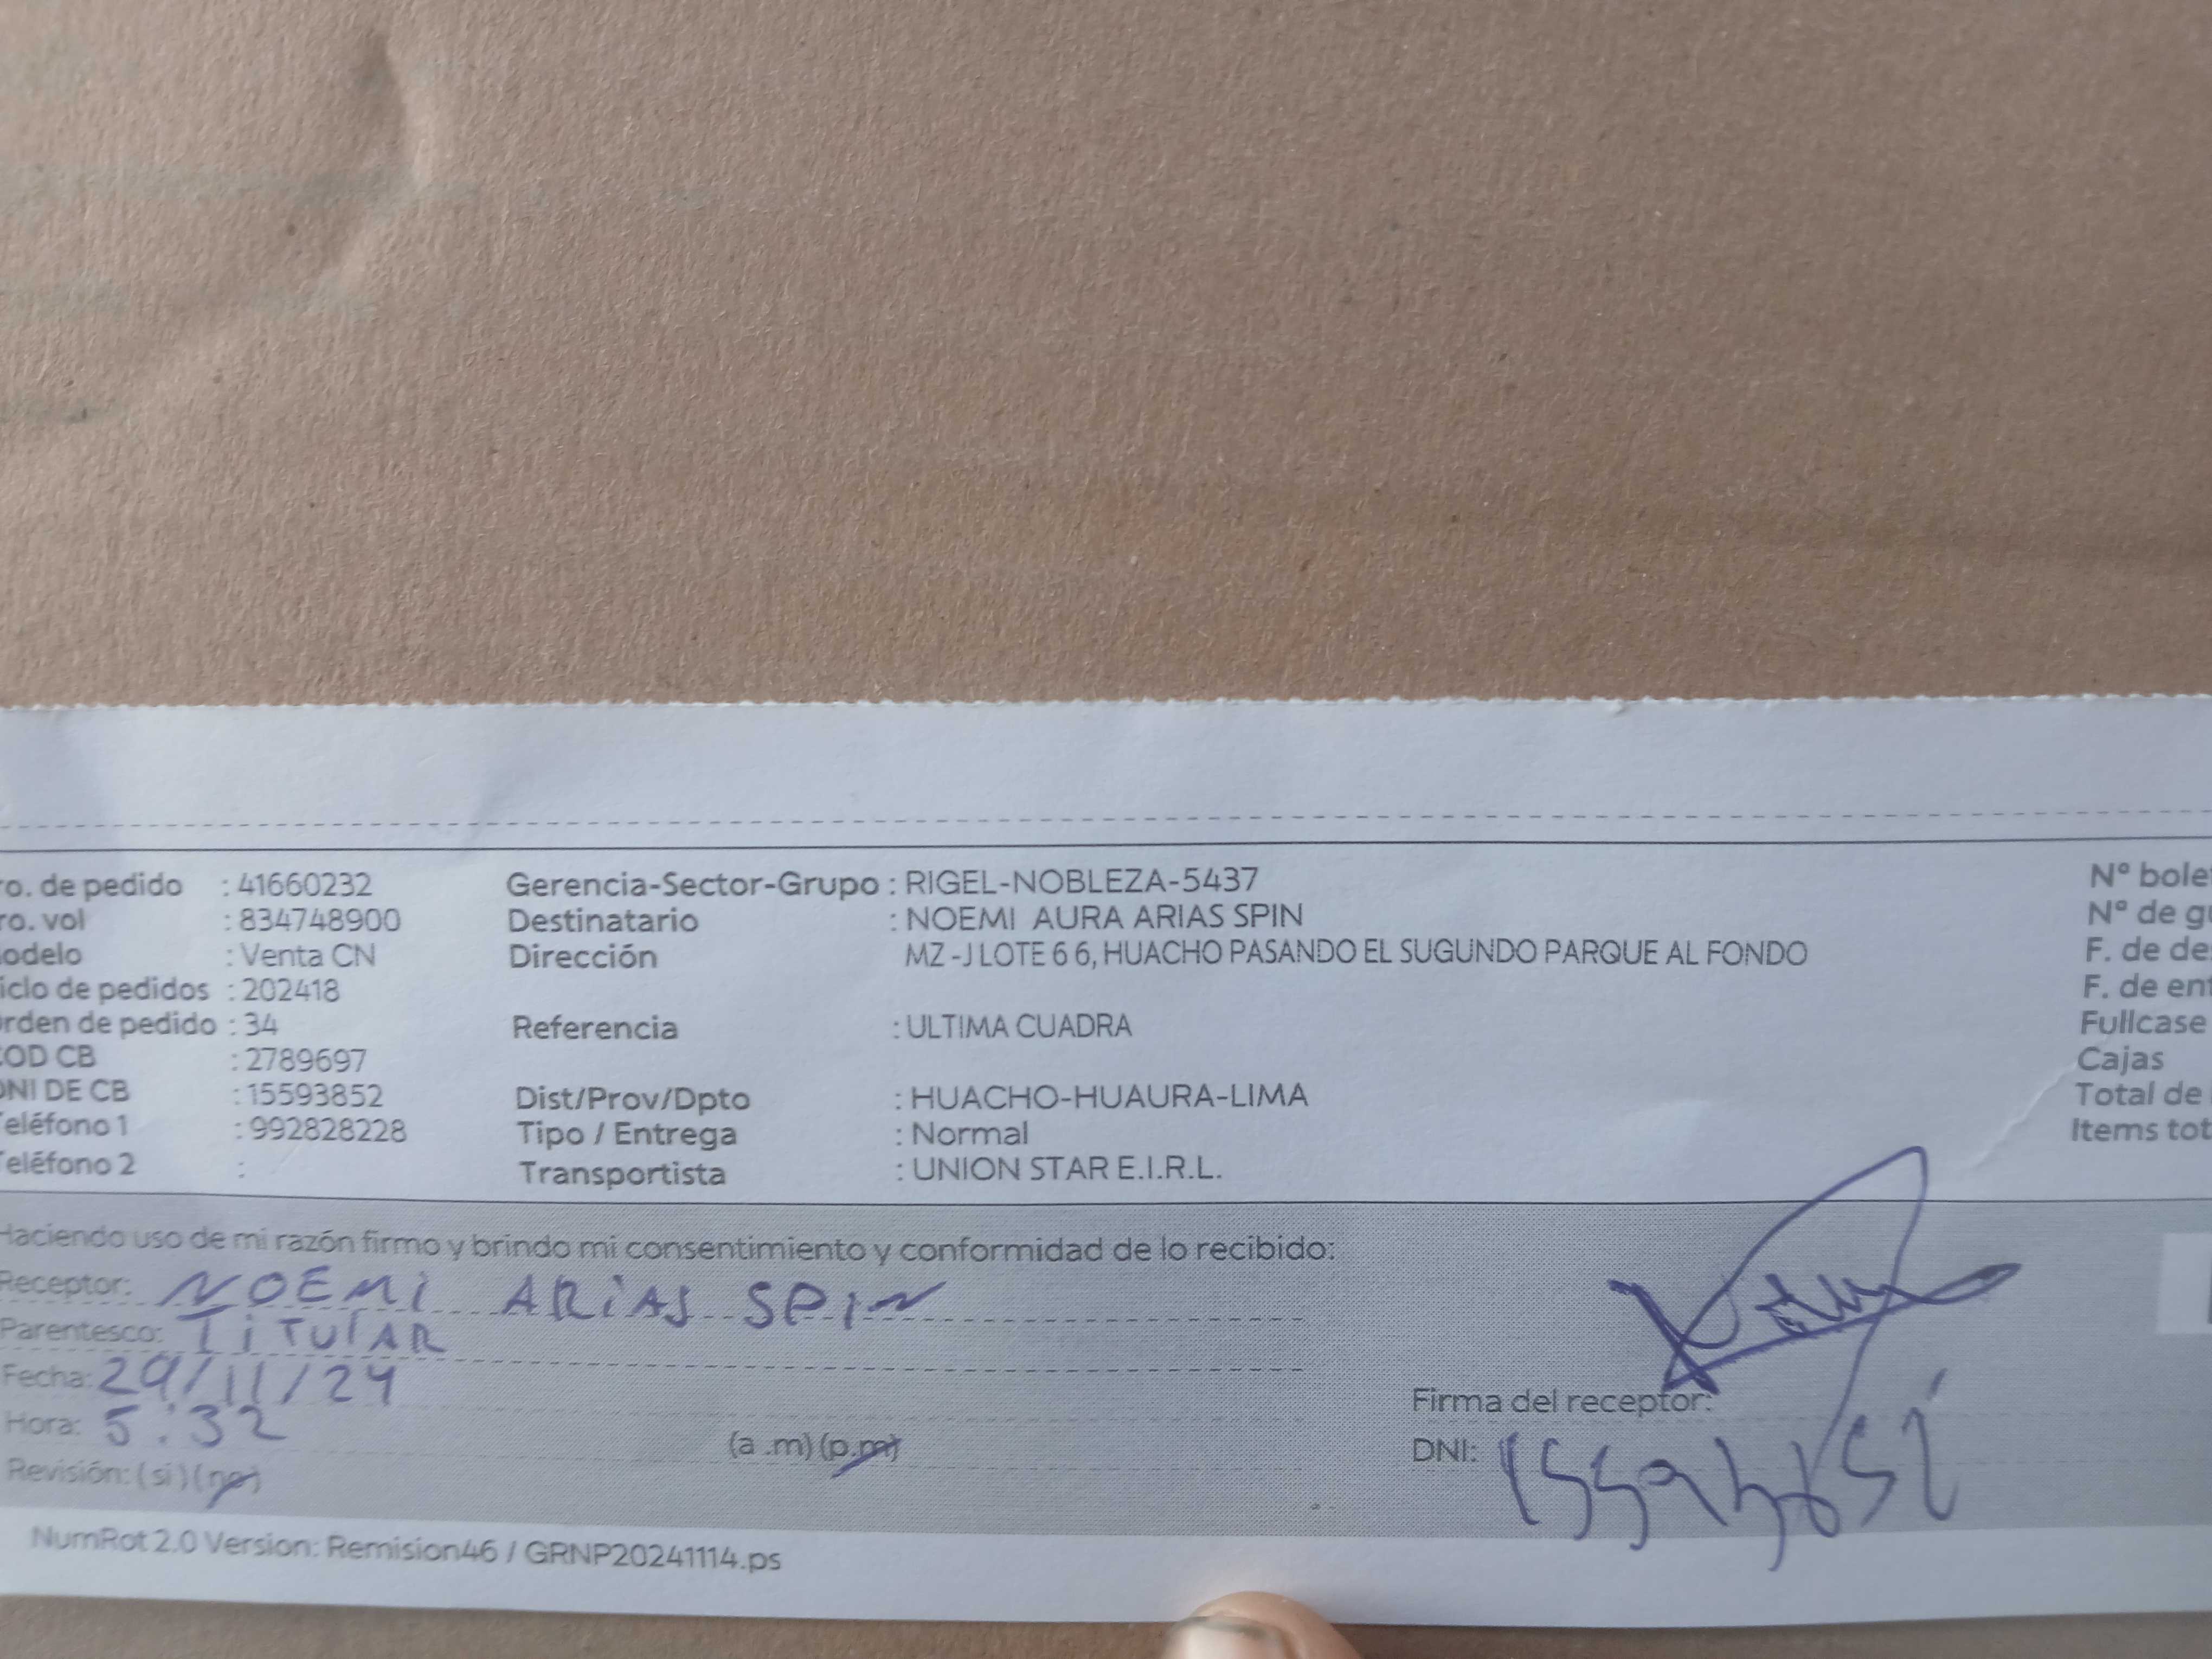 ro. de pedido : 41660232 Gerencia-Sector-Grupo : RIGEL-NOBLEZA-5437 Nº bole
ro. vol : 834748900 Destinatario : NOEMI AURA ARIAS SPIN Nº de g
odelo : Venta CN Dirección MZ -J LOTE 6 6, HUACHO PASANDO EL SUGUNDO PARQUE AL FONDO F. de de
iclo de pedidos : 202418 F. de ent
rden de pedido : 34 Referencia : ULTIMA CUADRA Fullcase
COD CB : 2789697 Cajas
DNI DE CB : 15593852 Dist/Prov/Dpto : HUACHO-HUAURA-LIMA Total de
Teléfono 1 : 992828228 Tipo / Entrega : Normal Items tot
Teléfono 2 : Transportista : UNION STAR E.I.R.L.
Haciendo uso de mi razón firmo y brindo mi consentimiento y conformidad de lo recibido:
Receptor: NOEMI ARIAS SPIN
Parentesco: TITULAR
Fecha: 29/11/24
Firma del receptor:
Hora: 5:32 (a .m) (p.m)
DNI:
Revisión: ( si ) ( no )
NumRot 2.0 Version: Remision46 / GRNP20241114.ps